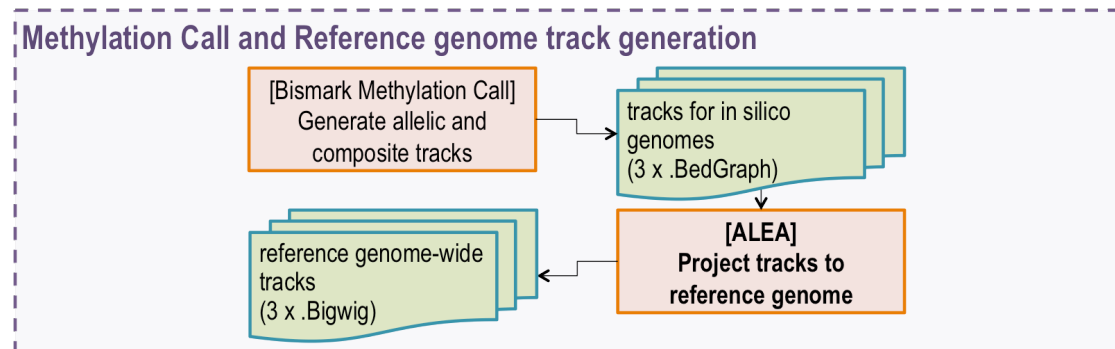 Methylation Call and Reference genome track generation
[Bismark Methylation Call]
Generate allelic and
composite tracks
tracks for in silico
genomes
(3 x .BedGraph)
[ALEA]
Project tracks to
reference genome
reference genome-wide
tracks
(3 x .Bigwig)